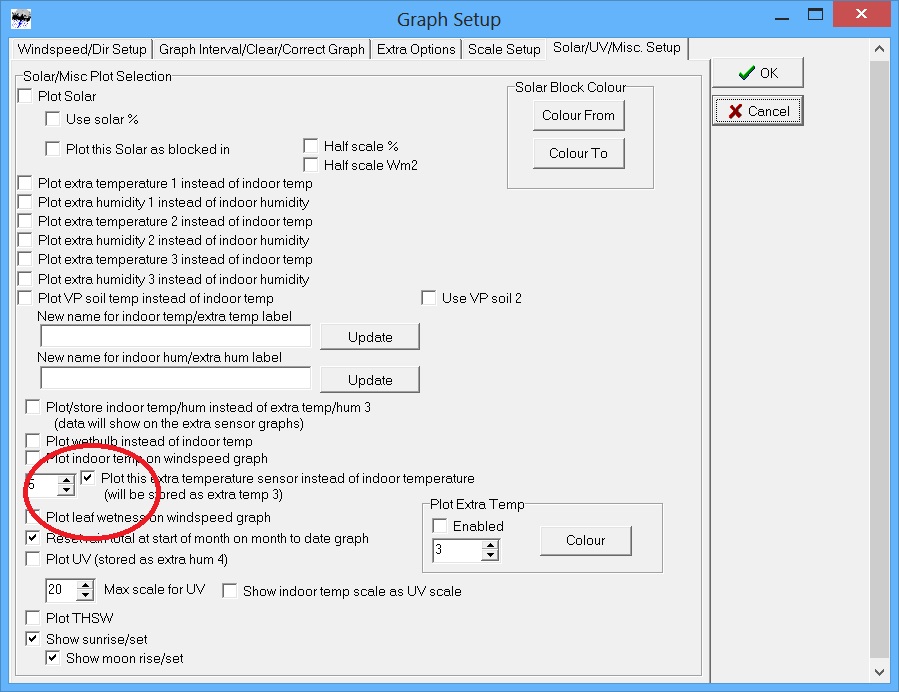 Graph Setup
Windspeed/Dir Setup
Graph Interval/Clear/Correct Graph
Extra Options
Scale Setup
Solar/UV/Misc. Setup
OK
Cancel
Solar/Misc Plot Selection
Plot Solar
Use solar %
Plot this Solar as blocked in
Half scale %
Half scale Wm2
Solar Block Colour
Colour From
Colour To
Plot extra temperature 1 instead of indoor temp
Plot extra humidity 1 instead of indoor humidity
Plot extra temperature 2 instead of indoor temp
Plot extra humidity 2 instead of indoor humidity
Plot extra temperature 3 instead of indoor temp
Plot extra humidity 3 instead of indoor humidity
Plot VP soil temp instead of indoor temp
Use VP soil 2
New name for indoor temp/extra temp label
Update
New name for indoor hum/extra hum label
Update
Plot/store indoor temp/hum instead of extra temp/hum 3
(data will show on the extra sensor graphs)
Plot wetbulb instead of indoor temp
Plot indoor temp on windspeed graph
5
Plot this extra temperature sensor instead of indoor temperature
(will be stored as extra temp 3)
Plot leaf wetness on windspeed graph
Reset rain total at start of month on month to date graph
Plot UV (stored as extra hum 4)
Plot Extra Temp
Enabled
3
Colour
20
Max scale for UV
Show indoor temp scale as UV scale
Plot THSW
Show sunrise/set
Show moon rise/set